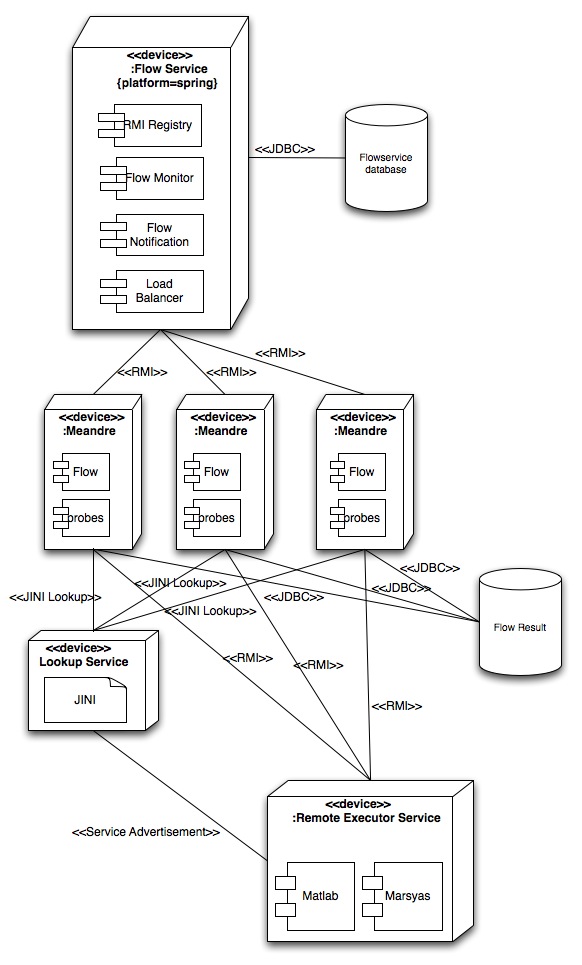 <<device>>
:Flow Service
{platform=spring}
RMI Registry
Flow Monitor
Flow
Notification
Load
Balancer
<<JDBC>>
Flowservice
database
<<RMI>>
<<RMI>>
<<RMI>>
<<device>>
:Meandre
Flow
probes
<<device>>
:Meandre
Flow
probes
<<device>>
:Meandre
Flow
probes
<<JINI Lookup>>
<<JINI Lookup>>
<<JINI Lookup>>
<<JDBC>>
<<JDBC>>
<<JDBC>>
Flow Result
<<device>>
Lookup Service
JINI
<<RMI>>
<<RMI>>
<<RMI>>
<<Service Advertisement>>
<<device>>
:Remote Executor Service
Matlab
Marsyas